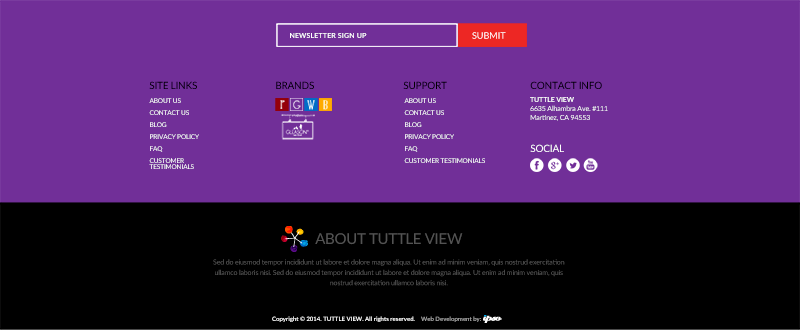 NEWSLETTER SIGN UP SUBMIT
SITE LINKS
ABOUT US
CONTACT US
BLOG
PRIVACY POLICY
FAQ
CUSTOMER
TESTIMONIALS
BRANDS
G W B
SUPPORT
ABOUT US
CONTACT US
BLOG
PRIVACY POLICY
FAQ
CUSTOMER TESTIMONIALS
CONTACT INFO
TUTTLE VIEW
6635 Alhambra Ave. #111
Martinez, CA 94553
SOCIAL
f g+ You Tube
ABOUT TUTTLE VIEW
Sed do eiusmod tempor incididunt ut labore et dolore magna aliqua. Ut enim ad minim veniam, quis nostrud exercitation
ullamco laboris nisi. Sed do eiusmod tempor incididunt ut labore et dolore magna aliqua. Ut enim ad minim veniam, quis
nostrud exercitation ullamco laboris nisi.
Copyright © 2014. TUTTLE VIEW. All rights reserved. Web Development by: